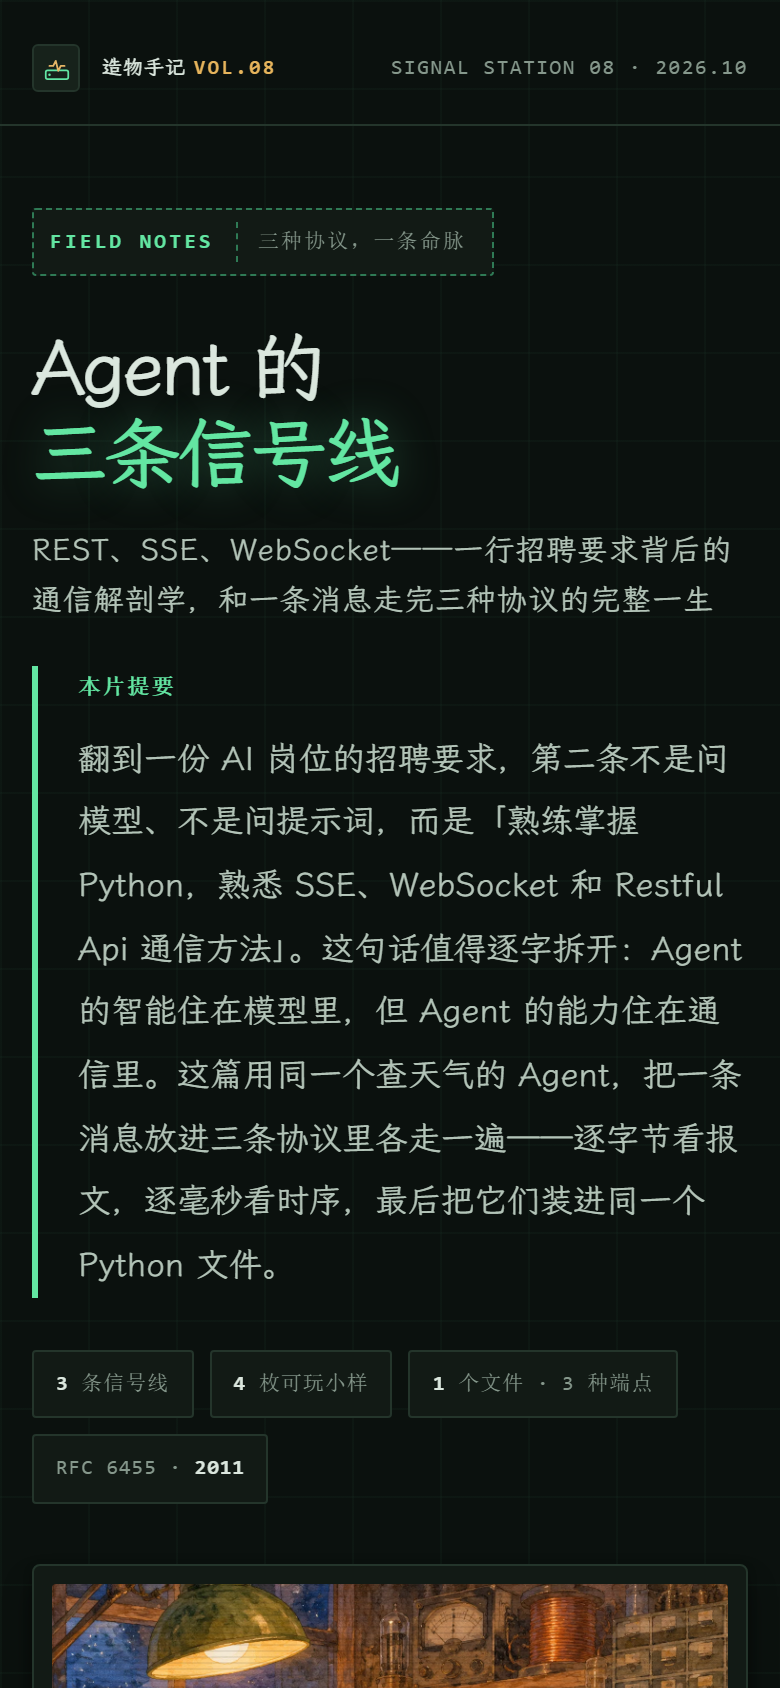 造物手记 VOL.08
SIGNAL STATION 08 · 2026.10
FIELD NOTES 三种协议，一条命脉
Agent 的
三条信号线
REST、SSE、WebSocket——一行招聘要求背后的
通信解剖学，和一条消息走完三种协议的完整一生
本片提要
翻到一份 AI 岗位的招聘要求，第二条不是问
模型、不是问提示词，而是「熟练掌握
Python，熟悉 SSE、WebSocket 和 Restful
Api 通信方法」。这句话值得逐字拆开：Agent
的智能住在模型里，但 Agent 的能力住在通
信里。这篇用同一个查天气的 Agent，把一条
消息放进三条协议里各走一遍——逐字节看报
文，逐毫秒看时序，最后把它们装进同一个
Python 文件。
3 条信号线
4 枚可玩小样
1 个文件 · 3 种端点
RFC 6455 · 2011